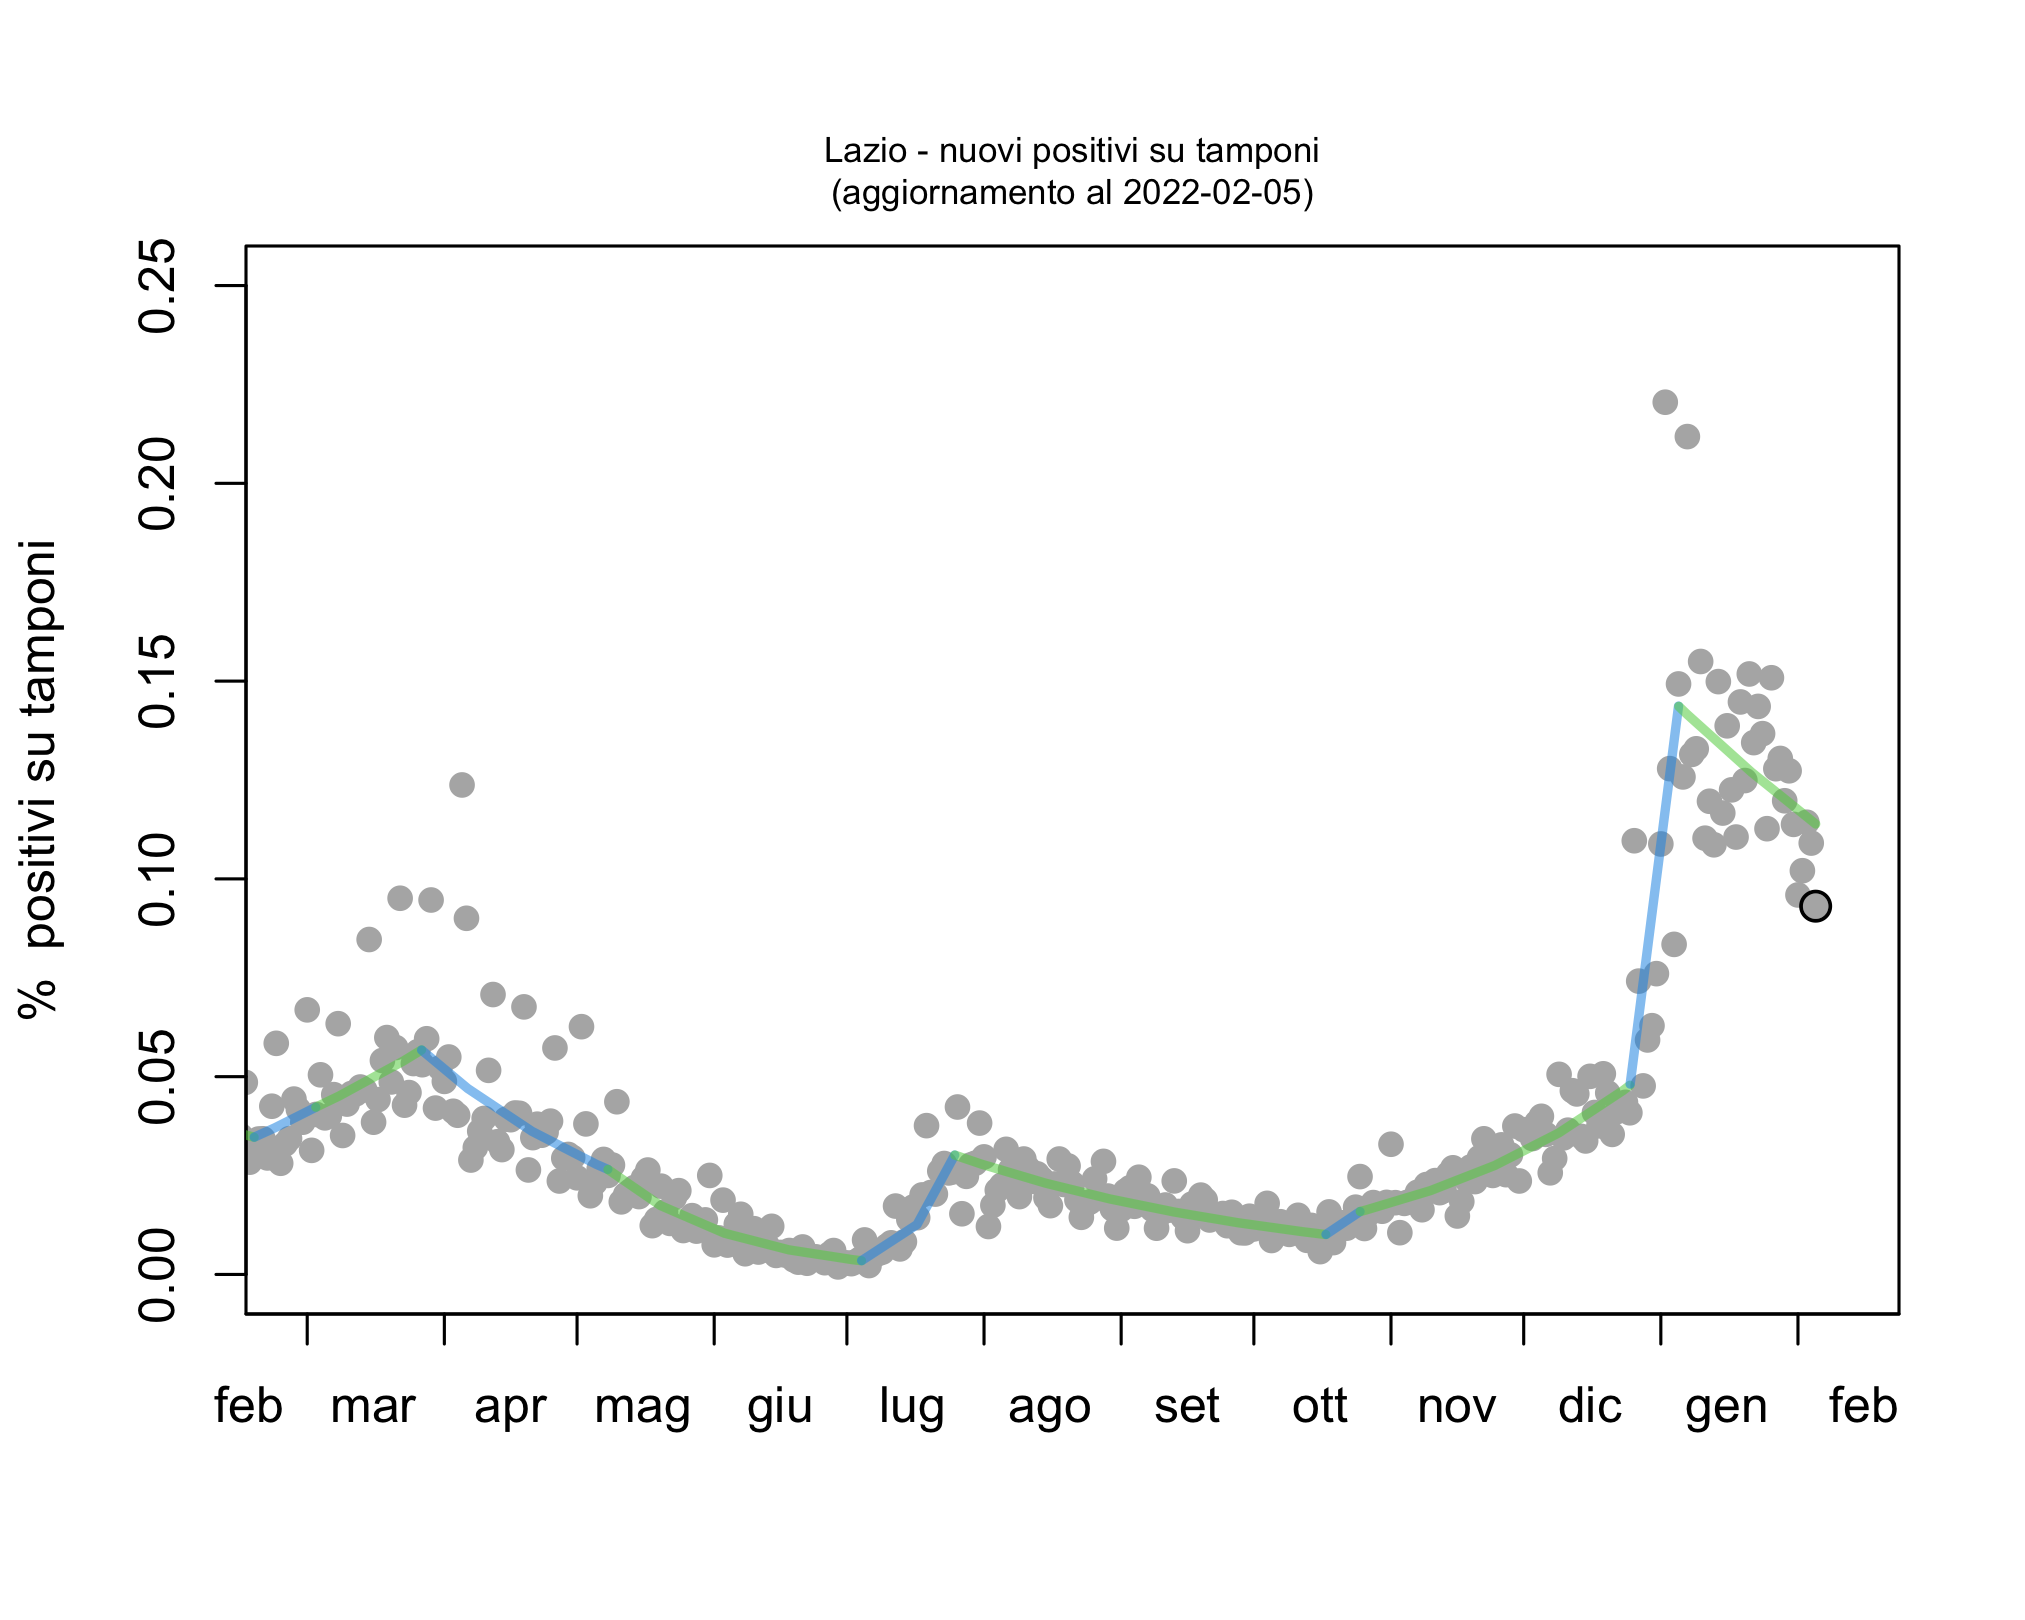 Lazio - nuovi positivi su tamponi
(aggiornamento al 2022-02-05)
% positivi su tamponi
0.25
0.20
0.15
0.10
0.05
0.00
feb mar apr mag giu lug ago set ott nov dic gen feb